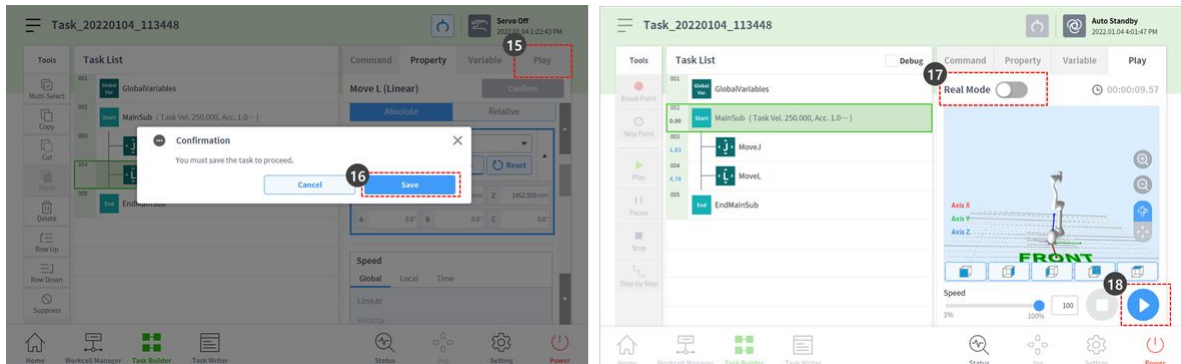 Task_20220104_113448
Servo Off
2022.01.04 1:22:43 PM
15
Tools
Task List
Command
Property
Variable
Play
Multi-Select
Copy
Cut
Paste
Delete
Row Up
Row Down
Suppress
001
Global Var.
GlobalVariables
002
Start
MainSub ( Task Vel. 250.000, Acc. 1.0··· )
003
J
004
L
005
End
EndMainSub
Move L (Linear)
Confirm
Absolute
Relative
Reset
Z
1452.500 mm
A
0.0°
B
0.0°
C
0.0°
Speed
Global
Local
Time
Linear
Velocity
Confirmation
You must save the task to proceed.
Cancel
16
Save
Home
Workcell Manager
Task Builder
Task Writer
Status
Jog
Setting
Power
Task_20220104_113448
Auto Standby
2022.01.04 4:01:47 PM
Tools
Task List
Debug
Command
Property
Variable
Play
Break Point
Skip Point
Play
Pause
Stop
Step by Step
001
Global Var.
GlobalVariables
002
0.00
Start
MainSub ( Task Vel. 250.000, Acc. 1.0··· )
003
1.83
J
MoveJ
004
4.78
L
MoveL
005
End
EndMainSub
17
Real Mode
00:00:09.57
Axis X
Axis Y
Axis Z
FRONT
Speed
1%
100%
100
18
Home
Workcell Manager
Task Builder
Task Writer
Status
Jog
Setting
Power